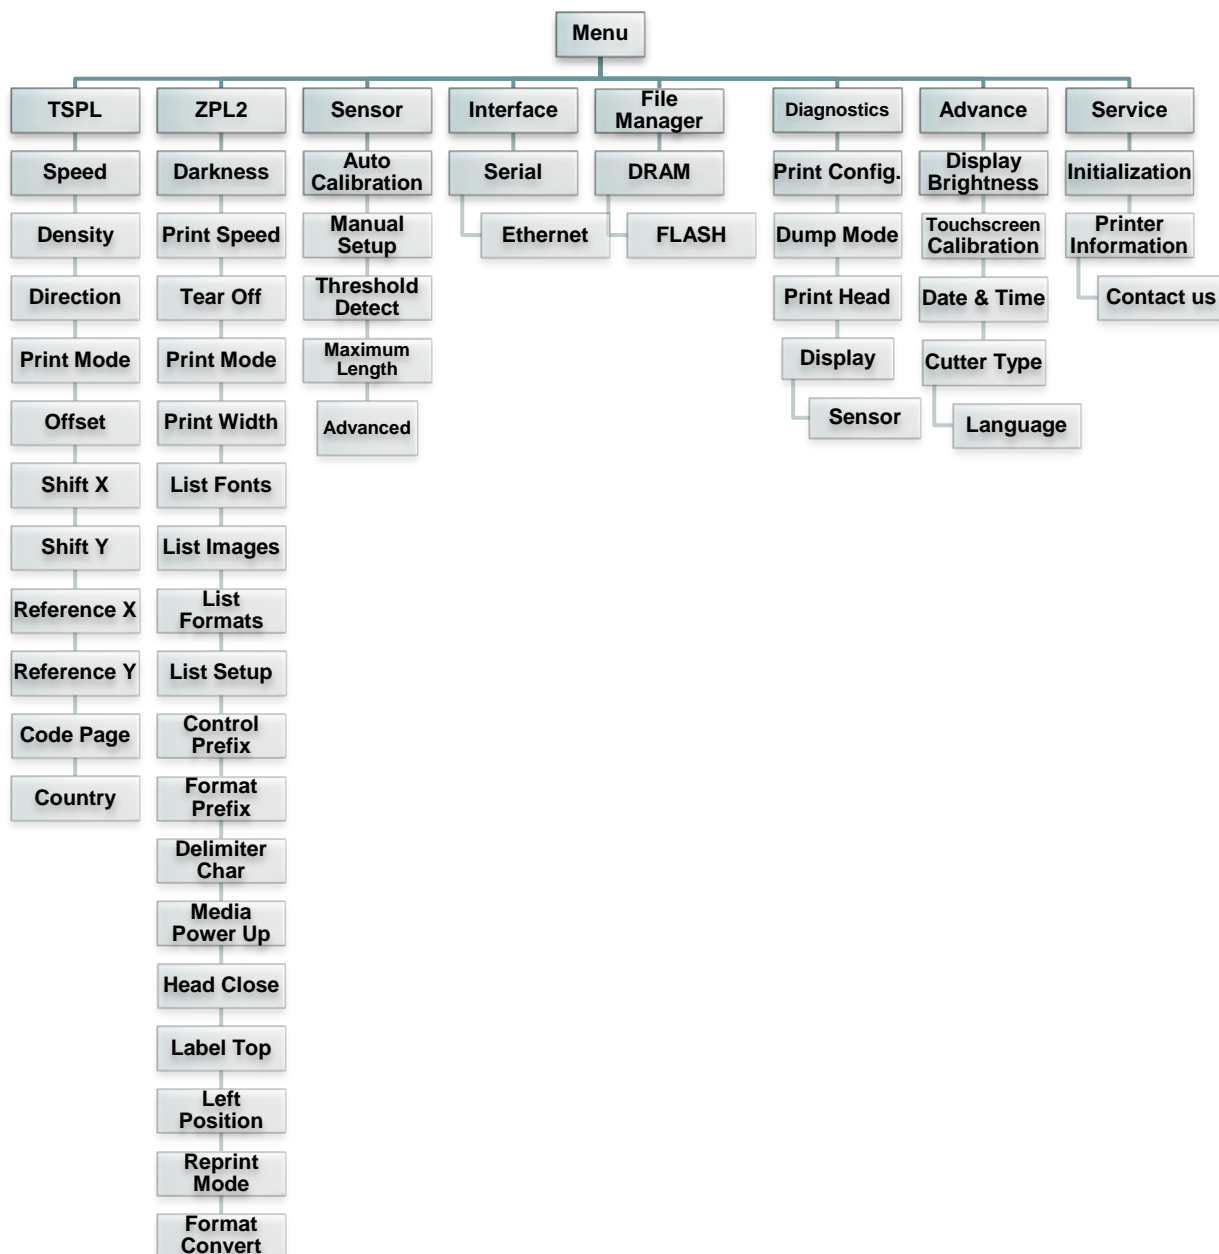 Menu
TSPL
Speed
Density
Direction
Print Mode
Offset
Shift X
Shift Y
Reference X
Reference Y
Code Page
Country
ZPL2
Darkness
Print Speed
Tear Off
Print Mode
Print Width
List Fonts
List Images
List
Formats
List Setup
Control
Prefix
Format
Prefix
Delimiter
Char
Media
Power Up
Head Close
Label Top
Left
Position
Reprint
Mode
Format
Convert
Sensor
Auto
Calibration
Manual
Setup
Threshold
Detect
Maximum
Length
Advanced
Interface
Serial
Ethernet
File
Manager
DRAM
FLASH
Diagnostics
Print Config.
Dump Mode
Print Head
Display
Sensor
Advance
Display
Brightness
Touchscreen
Calibration
Date & Time
Cutter Type
Language
Service
Initialization
Printer
Information
Contact us